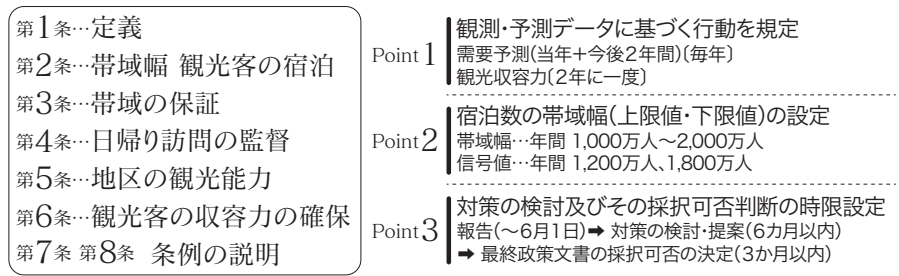 第1条…定義
第2条…帯域幅 観光客の宿泊
第3条…帯域の保証
第4条…日帰り訪問の監督
第5条…地区の観光能力
第6条…観光客の収容力の確保
第7条 第8条 条例の説明
Point 1
観測・予測データに基づく行動を規定
需要予測(当年+今後2年間)〔毎年〕
観光収容力〔2年に一度〕
Point 2
宿泊数の帯域幅(上限値・下限値)の設定
帯域幅…年間 1,000万人～2,000万人
信号値…年間 1,200万人、1,800万人
Point 3
対策の検討及びその採択可否判断の時限設定
報告(～6月1日)➡ 対策の検討・提案(6カ月以内)
➡ 最終政策文書の採択可否の決定(3か月以内)